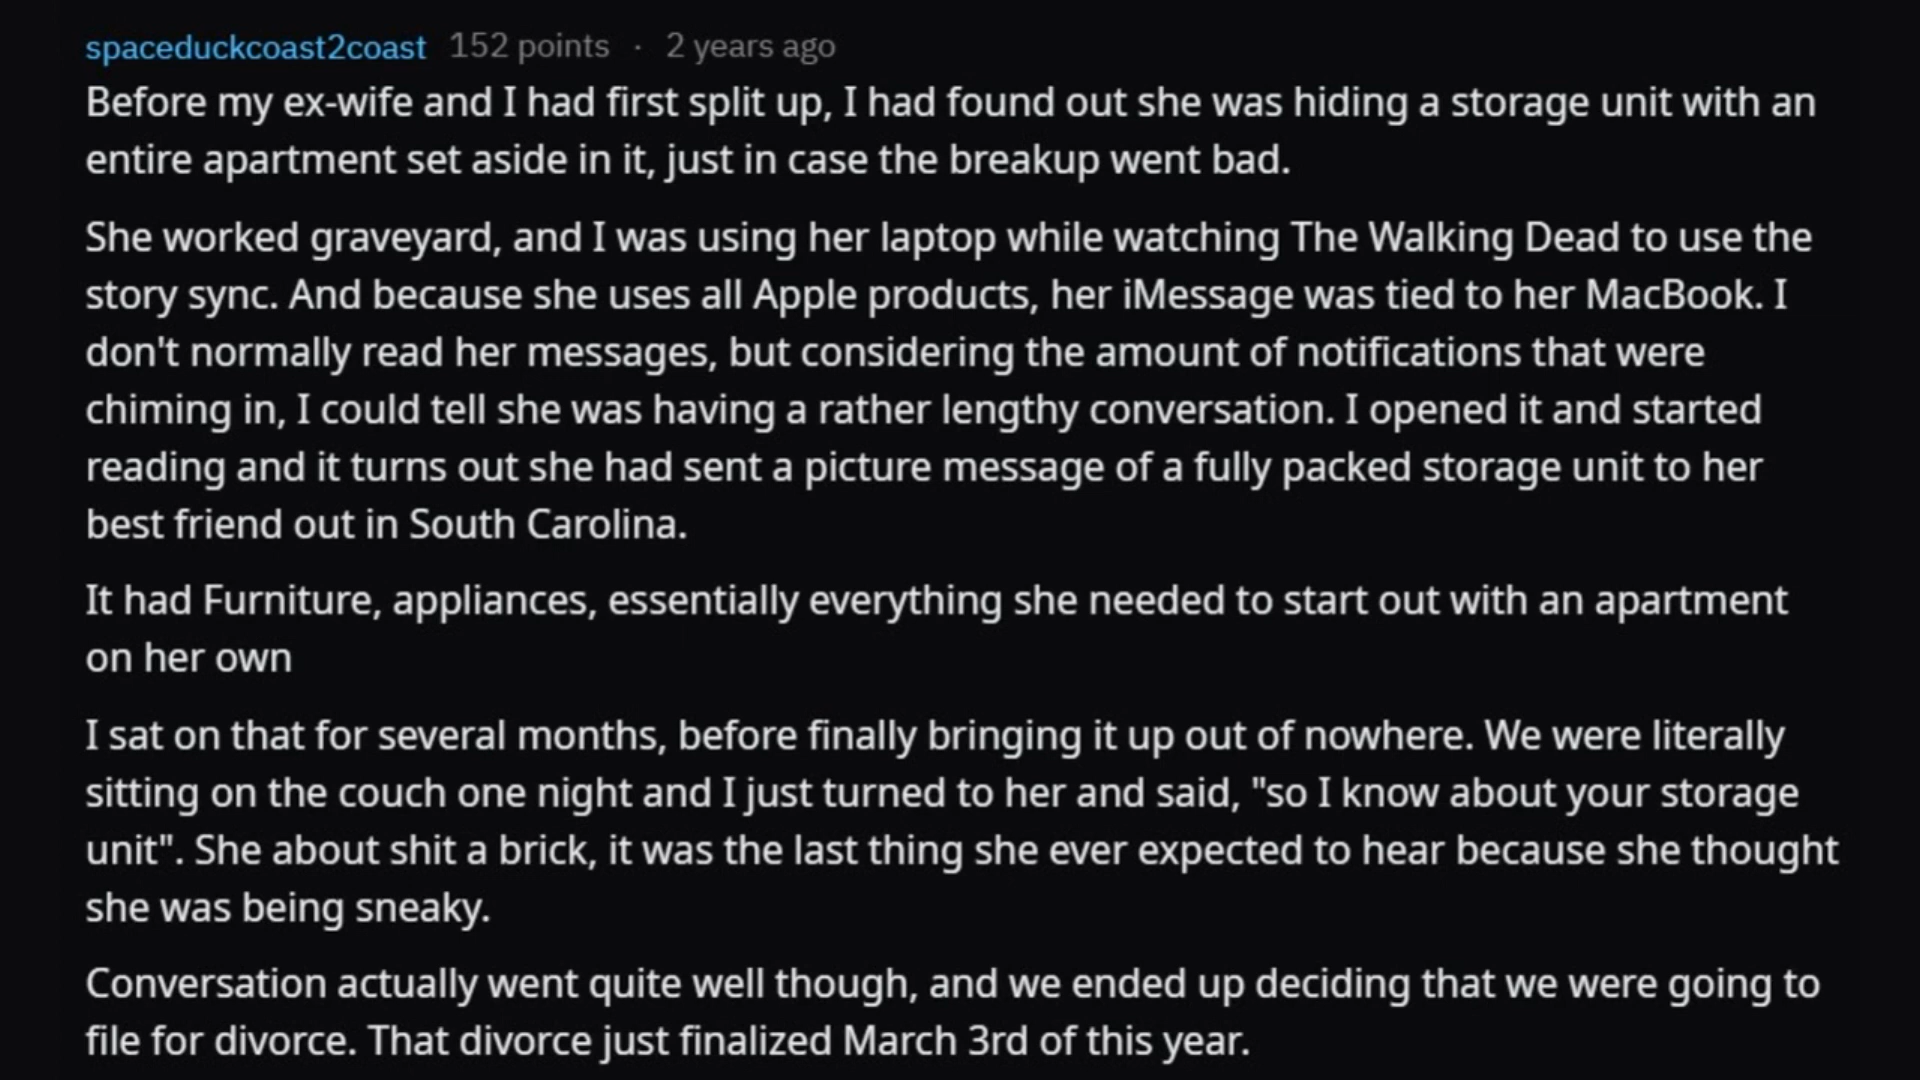 spaceduckcoast2coast 152 points · 2 years ago
Before my ex-wife and I had first split up, I had found out she was hiding a storage unit with an
entire apartment set aside in it, just in case the breakup went bad.
She worked graveyard, and I was using her laptop while watching The Walking Dead to use the
story sync. And because she uses all Apple products, her iMessage was tied to her MacBook. I
don't normally read her messages, but considering the amount of notifications that were
chiming in, I could tell she was having a rather lengthy conversation. I opened it and started
reading and it turns out she had sent a picture message of a fully packed storage unit to her
best friend out in South Carolina.
It had Furniture, appliances, essentially everything she needed to start out with an apartment
on her own
I sat on that for several months, before finally bringing it up out of nowhere. We were literally
sitting on the couch one night and I just turned to her and said, "so I know about your storage
unit". She about shit a brick, it was the last thing she ever expected to hear because she thought
she was being sneaky.
Conversation actually went quite well though, and we ended up deciding that we were going to
file for divorce. That divorce just finalized March 3rd of this year.